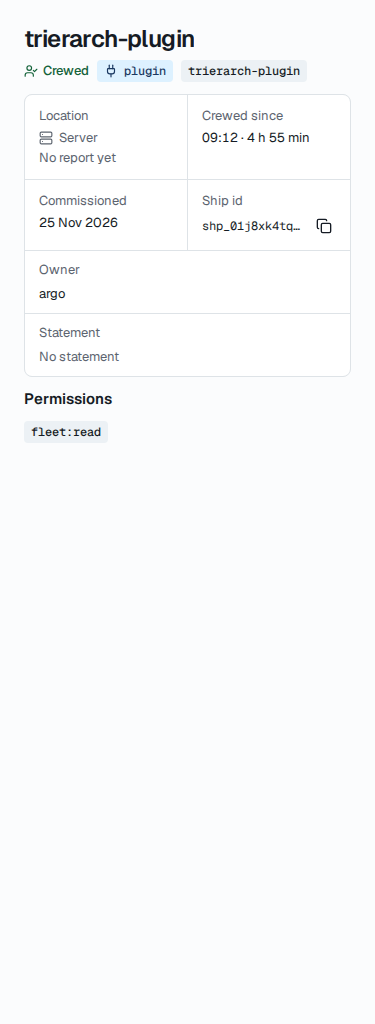 trierarch-plugin
Crewed plugin trierarch-plugin
Location
Server
No report yet
Crewed since
09:12 · 4 h 55 min
Commissioned
25 Nov 2026
Ship id
shp_01j8xk4tq…
Owner
argo
Statement
No statement
Permissions
fleet:read